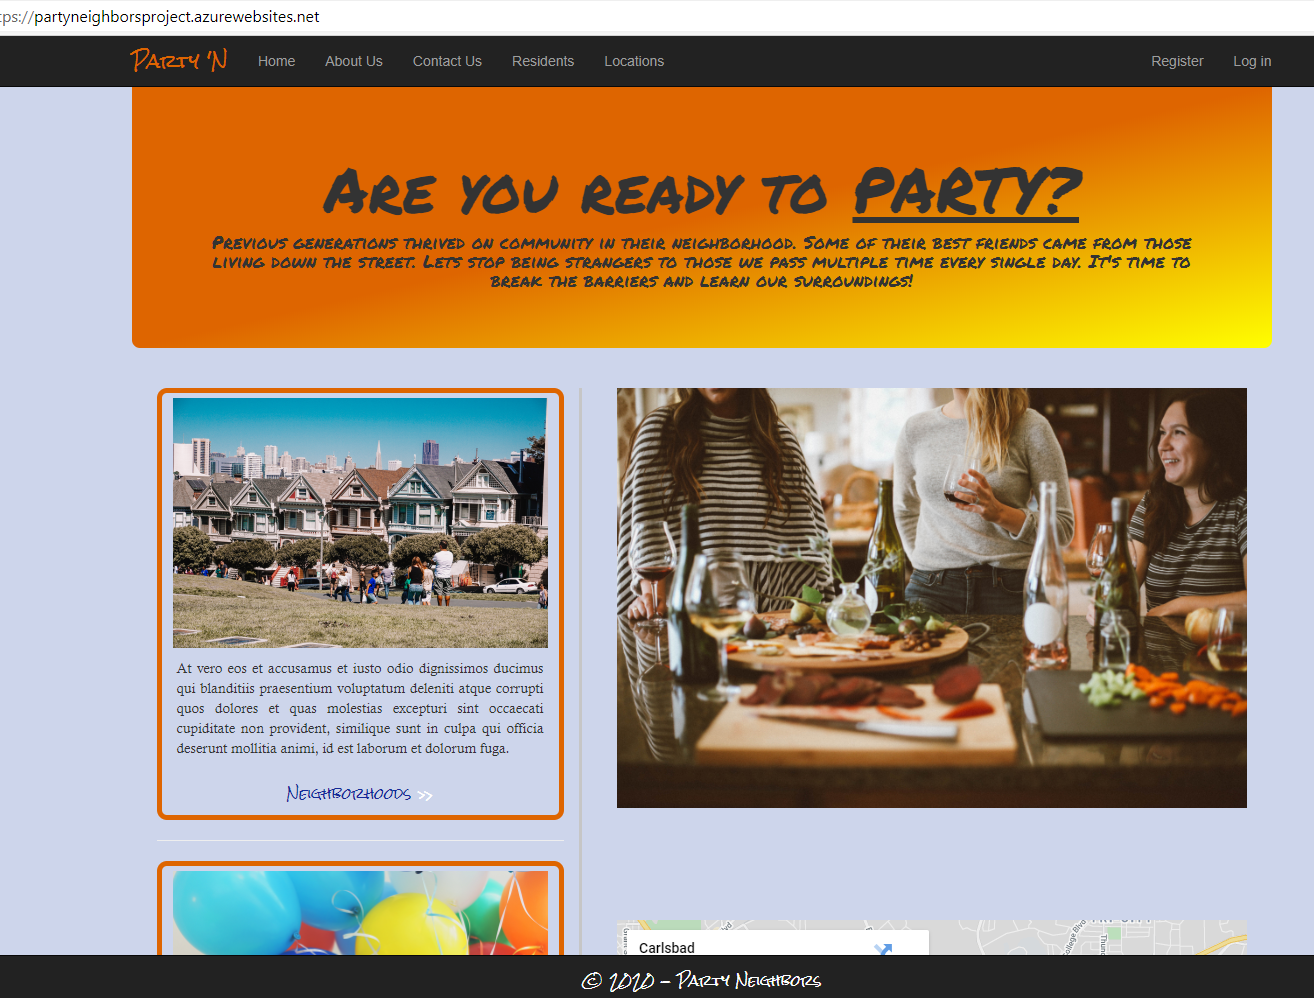 tps://partyneighborsproject.azurewebsites.net
Party 'N Home About Us Contact Us Residents Locations Register Log in
Are you ready to PARTY?
Previous generations thrived on community in their neighborhood. Some of their best friends came from those
living down the street. Lets stop being strangers to those we pass multiple time every single day. It's time to
break the barriers and learn our surroundings!
At vero eos et accusamus et iusto odio dignissimos ducimus
qui blanditiis praesentium voluptatum deleniti atque corrupti
quos dolores et quas molestias excepturi sint occaecati
cupiditate non provident, similique sunt in culpa qui officia
deserunt mollitia animi, id est laborum et dolorum fuga.
Neighborhoods >>
Carlsbad
College Blvd
© 2020 - Party Neighbors